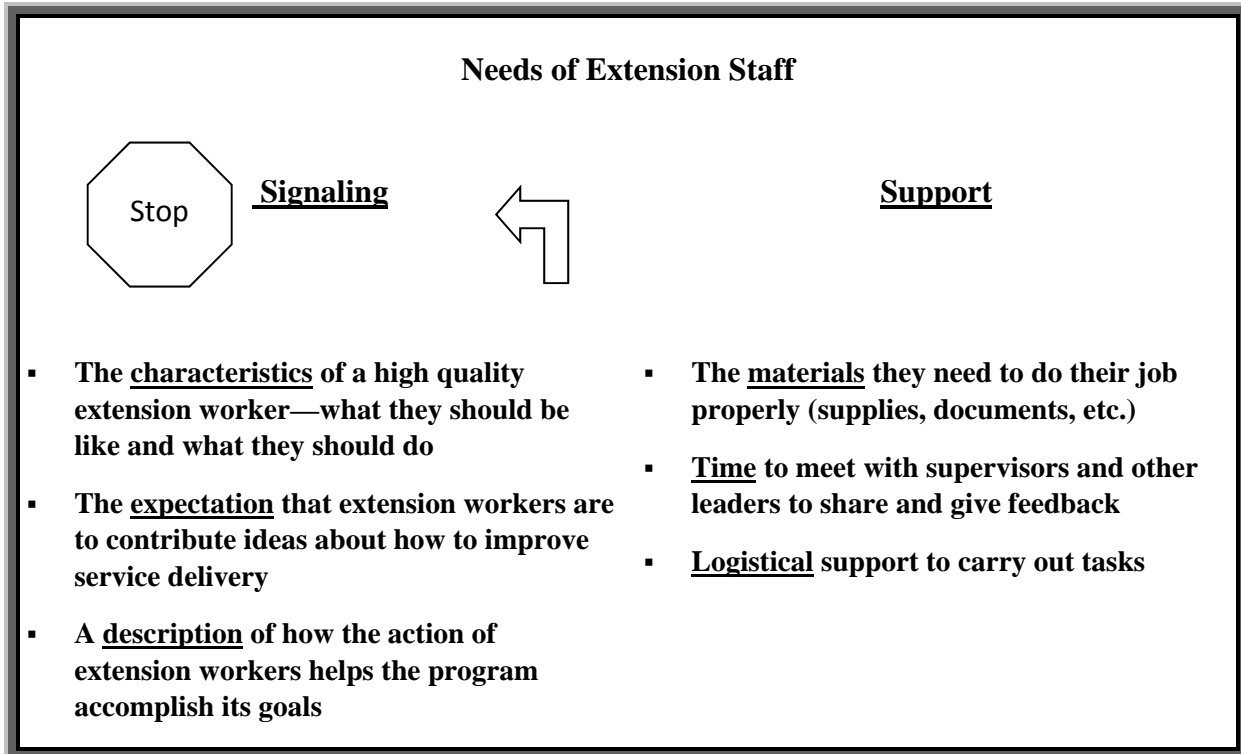 Needs of Extension Staff
Stop
Signaling
Support
▪ The characteristics of a high quality
extension worker—what they should be
like and what they should do
▪ The expectation that extension workers are
to contribute ideas about how to improve
service delivery
▪ A description of how the action of
extension workers helps the program
accomplish its goals
▪ The materials they need to do their job
properly (supplies, documents, etc.)
▪ Time to meet with supervisors and other
leaders to share and give feedback
▪ Logistical support to carry out tasks